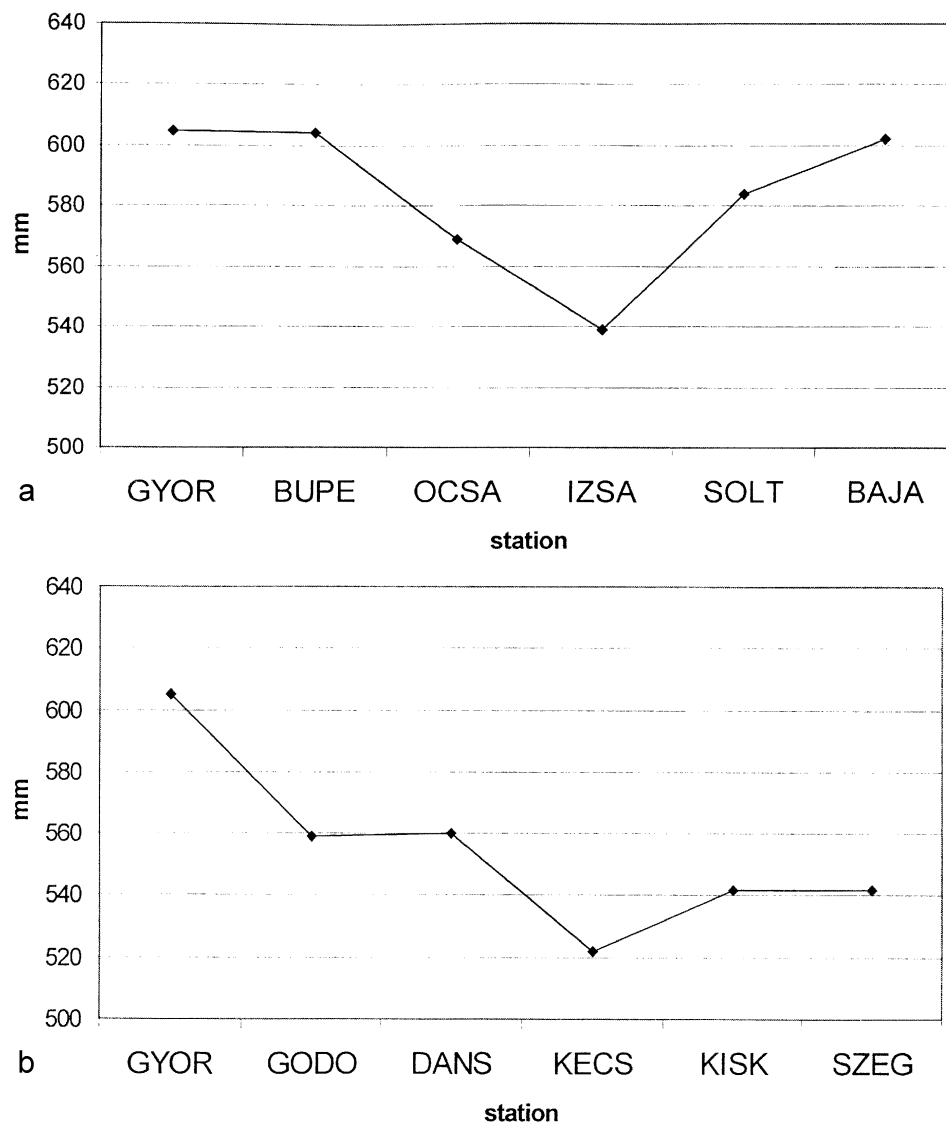 640
620
600
580
560
540
520
500
mm
a
GYOR BUPE OCSA IZSA SOLT BAJA
station
640
620
600
580
560
540
520
500
mm
b
GYOR GODO DANS KECS KISK SZEG
station